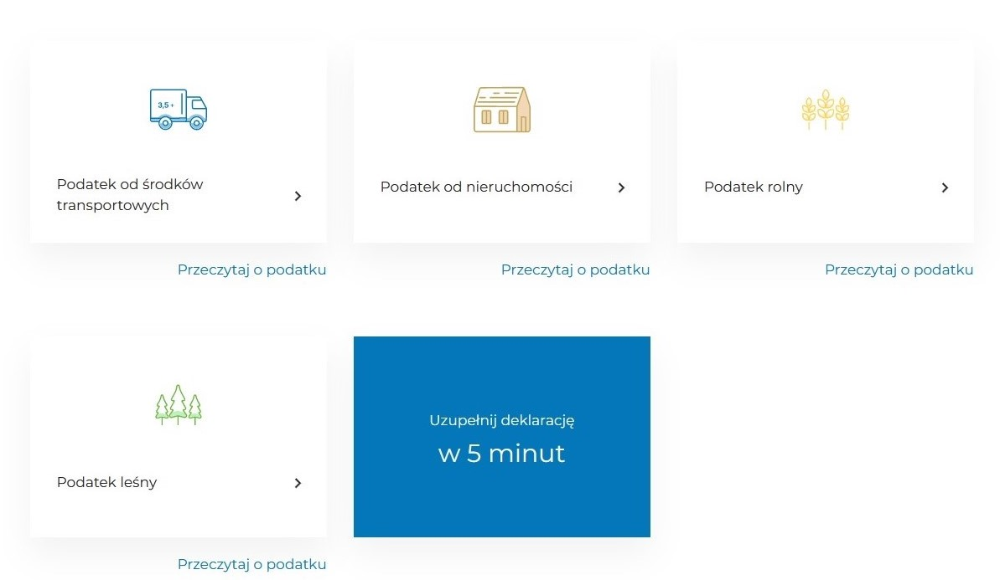 3,5 +
Podatek od środków
transportowych
Przeczytaj o podatku
Podatek od nieruchomości
Przeczytaj o podatku
Podatek rolny
Przeczytaj o podatku
Podatek leśny
Przeczytaj o podatku
Uzupełnij deklarację
w 5 minut